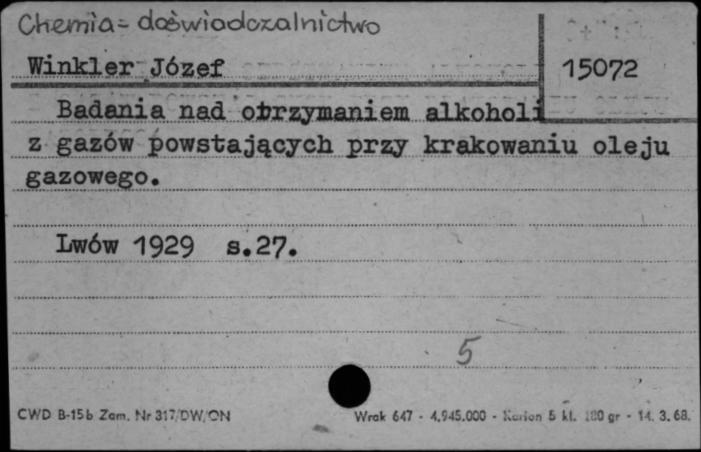 Chemia - doświadczalnictwo
Winkler Józef
15072
Badania nad otrzymaniem alkoholi
z gazów powstających przy krakowaniu oleju
gazowego.
Lwów 1929 s.27.
5
CWD B-15b Zam. Nr 317/DW/ON
Wrak 647 - 4.945.000 - Karton 5 kl. 180 gr - 14. 3. 68.